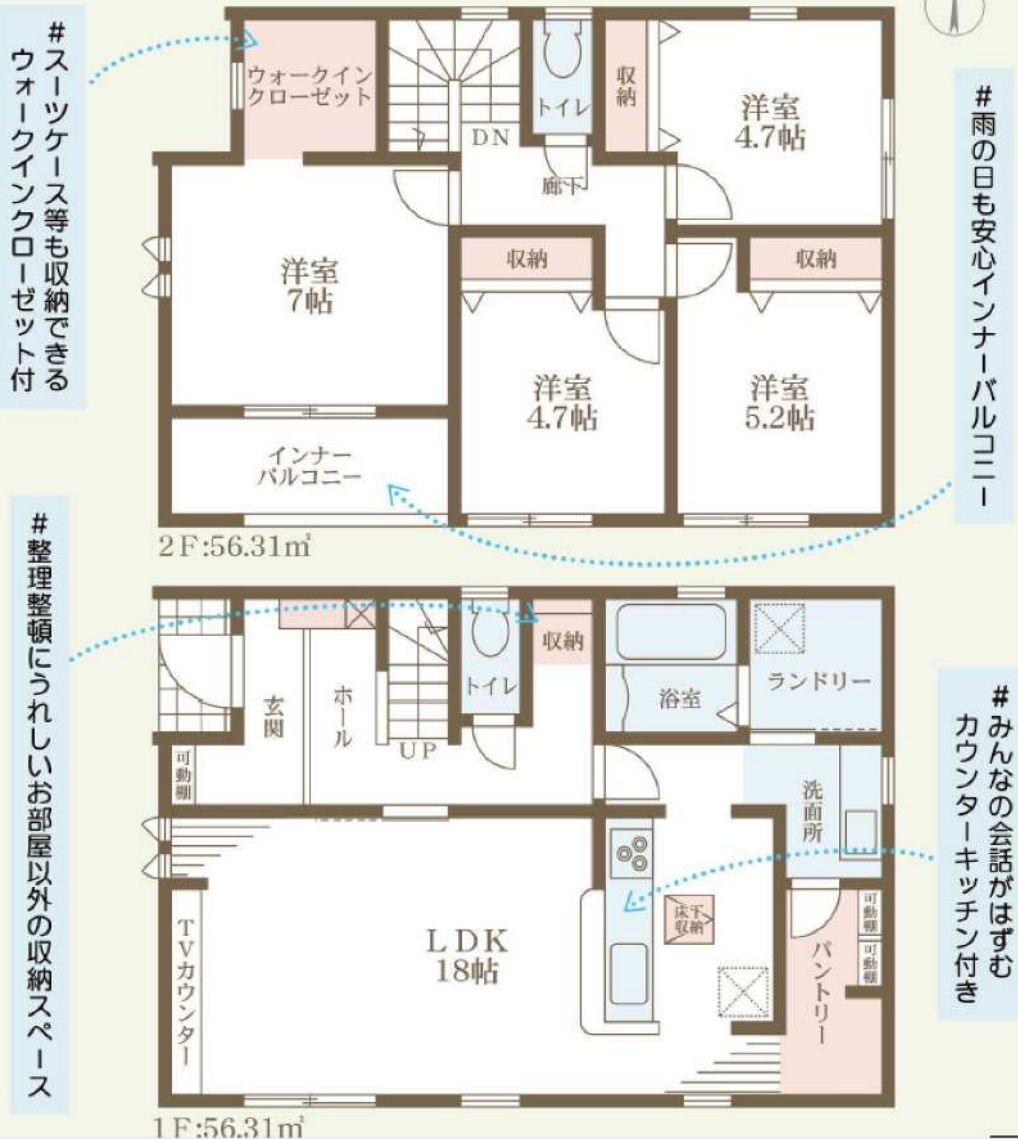 #スーツケース等も収納できる
ウォークインクローゼット付
ウォークイン
クローゼット
DN
トイレ
収納
洋室
4.7帖
廊下
#雨の日も安心インナーバルコニー
洋室
7帖
収納
収納
洋室
4.7帖
洋室
5.2帖
インナー
バルコニー
2F:56.31㎡
#整理整頓にうれしいお部屋以外の収納スペース
玄関
ホール
UP
トイレ
収納
浴室
ランドリー
可動棚
洗面所
#みんなの会話がはずむ
カウンターキッチン付き
TVカウンター
LDK
18帖
床下
収納
パントリー
可動棚
可動棚
1F:56.31㎡